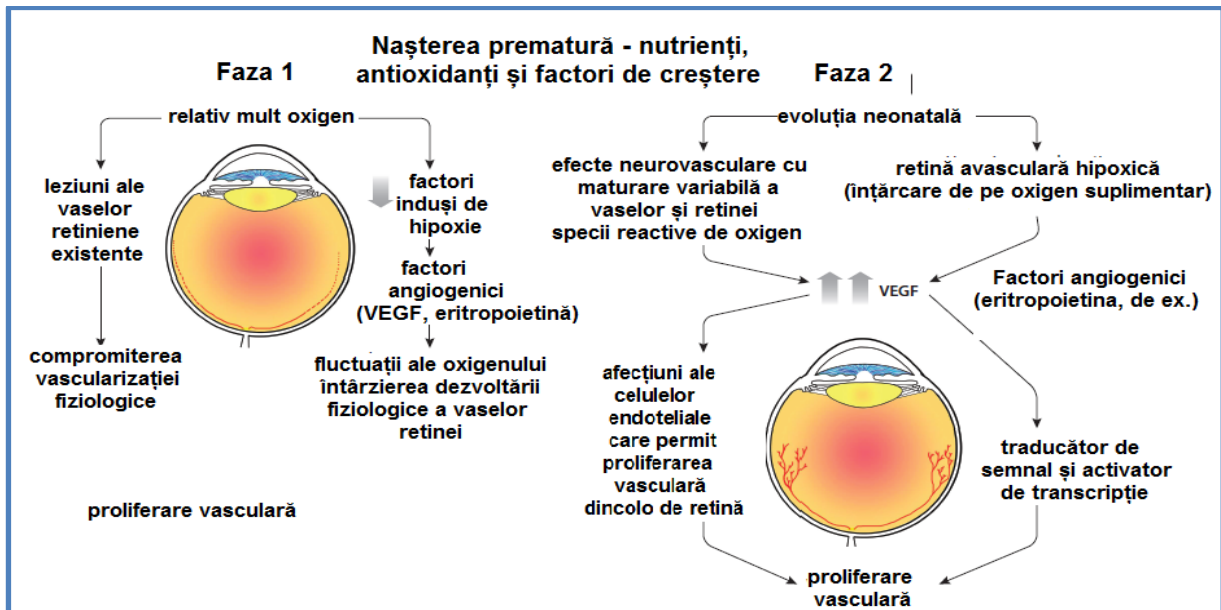 Nașterea prematură - nutrienți,
antioxidanți și factori de creștere
Faza 1
relativ mult oxigen
leziuni ale
vaselor
retiniene
existente
compromiterea
vascularizației
fiziologice
factori
induși de
hipoxie
factori
angiogenici
(VEGF, eritropoietină)
fluctuații ale oxigenului
întârzierea dezvoltării
fiziologice a vaselor
retinei
proliferare vasculară
Faza 2
evoluția neonatală
efecte neurovasculare cu
maturare variabilă a
vaselor și retinei
specii reactive de oxigen
retină avasculară hipoxică
(înțărcare de pe oxigen suplimentar)
VEGF
Factori angiogenici
(eritropoietina, de ex.)
afecțiuni ale
celulelor
endoteliale
care permit
proliferarea
vasculară
dincolo de retină
traducător de
semnal și activator
de transcripție
proliferare
vasculară